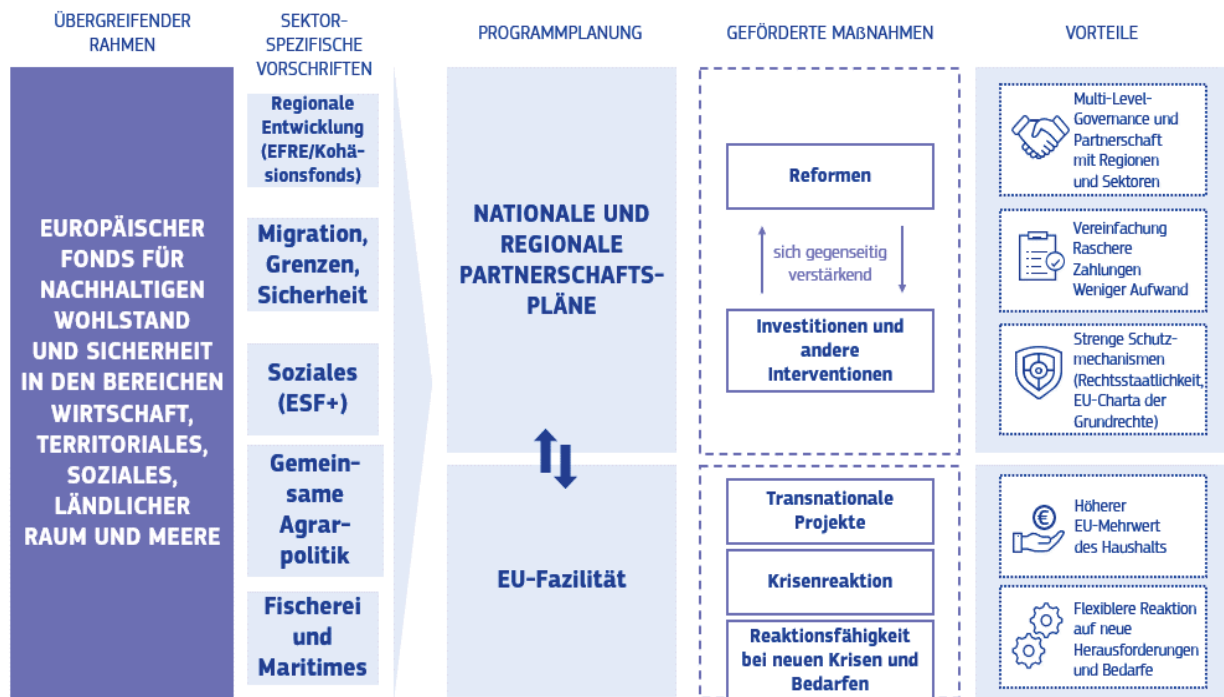 ÜBERGREIFENDER
RAHMEN
SEKTOR-
SPEZIFISCHE
VORSCHRIFTEN
PROGRAMMPLANUNG
GEFÖRDERTE MAßNAHMEN
VORTEILE
EUROPÄISCHER
FONDS FÜR
NACHHALTIGEN
WOHLSTAND
UND SICHERHEIT
IN DEN BEREICHEN
WIRTSCHAFT,
TERRITORIALES,
SOZIALES,
LÄNDLICHER
RAUM UND MEERE
Regionale
Entwicklung
(EFRE/Kohä-
sionsfonds)
Migration,
Grenzen,
Sicherheit
Soziales
(ESF+)
Gemein-
same
Agrar-
politik
Fischerei
und
Maritimes
NATIONALE UND
REGIONALE
PARTNERSCHAFTS-
PLÄNE
EU-Fazilität
Reformen
sich gegenseitig
verstärkend
Investitionen und
andere
Interventionen
Transnationale
Projekte
Krisenreaktion
Reaktionsfähigkeit
bei neuen Krisen und
Bedarfen
Multi-Level-
Governance und
Partnerschaft
mit Regionen
und Sektoren
Vereinfachung
Raschere
Zahlungen
Weniger Aufwand
Strenge Schutz-
mechanismen
(Rechtsstaatlichkeit,
EU-Charta der
Grundrechte)
€
Höherer
EU-Mehrwert
des Haushalts
Flexiblere Reaktion
auf neue
Herausforderungen
und Bedarfe